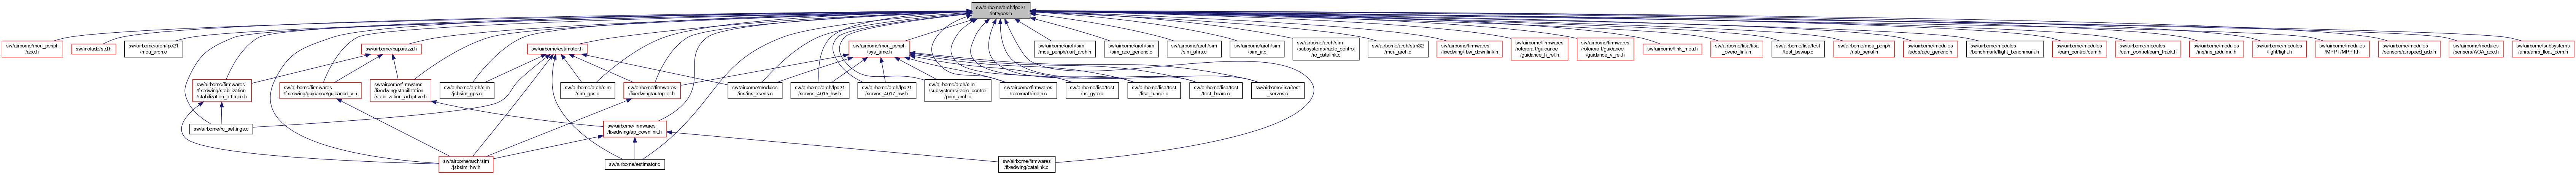 sw/airborne/arch/lpc21
/inttypes.h
sw/airborne/mcu_periph
/adc.h
sw/include/std.h
sw/airborne/arch/lpc21
/mcu_arch.c
sw/airborne/paparazzi.h
sw/airborne/estimator.h
sw/airborne/mcu_periph
/sys_time.h
sw/airborne/arch/sim
/mcu_periph/uart_arch.h
sw/airborne/arch/sim
/sim_adc_generic.c
sw/airborne/arch/sim
/sim_ahrs.c
sw/airborne/arch/sim
/sim_ir.c
sw/airborne/arch/sim
/subsystems/radio_control
/rc_datalink.c
sw/airborne/arch/stm32
/mcu_arch.c
sw/airborne/firmwares
/fixedwing/fbw_downlink.h
sw/airborne/firmwares
/rotorcraft/guidance
/guidance_h_ref.h
sw/airborne/firmwares
/rotorcraft/guidance
/guidance_v_ref.h
sw/airborne/link_mcu.h
sw/airborne/lisa/lisa
_overo_link.h
sw/airborne/lisa/test
/test_bswap.c
sw/airborne/mcu_periph
/usb_serial.h
sw/airborne/modules
/adcs/adc_generic.h
sw/airborne/modules
/benchmark/flight_benchmark.h
sw/airborne/modules
/cam_control/cam.h
sw/airborne/modules
/cam_control/cam_track.h
sw/airborne/modules
/ins/ins_arduimu.h
sw/airborne/modules
/light/light.h
sw/airborne/modules
/MPPT/MPPT.h
sw/airborne/modules
/sensors/airspeed_adc.h
sw/airborne/modules
/sensors/AOA_adc.h
sw/airborne/subsystems
/ahrs/ahrs_float_dcm.h
sw/airborne/firmwares
/fixedwing/stabilization
/stabilization_attitude.h
sw/airborne/firmwares
/fixedwing/guidance/guidance_v.h
sw/airborne/firmwares
/fixedwing/stabilization
/stabilization_adaptive.h
sw/airborne/arch/sim
/jsbsim_gps.c
sw/airborne/arch/sim
/sim_gps.c
sw/airborne/firmwares
/fixedwing/autopilot.h
sw/airborne/modules
/ins/ins_xsens.c
sw/airborne/arch/lpc21
/servos_4015_hw.h
sw/airborne/arch/lpc21
/servos_4017_hw.h
sw/airborne/arch/sim
/subsystems/radio_control
/ppm_arch.c
sw/airborne/firmwares
/rotorcraft/main.c
sw/airborne/lisa/test
/hs_gyro.c
sw/airborne/lisa/test
/lisa_tunnel.c
sw/airborne/lisa/test
/test_board.c
sw/airborne/lisa/test
_servos.c
sw/airborne/rc_settings.c
sw/airborne/firmwares
/fixedwing/ap_downlink.h
sw/airborne/arch/sim
/jsbsim_hw.h
sw/airborne/estimator.c
sw/airborne/firmwares
/fixedwing/datalink.c